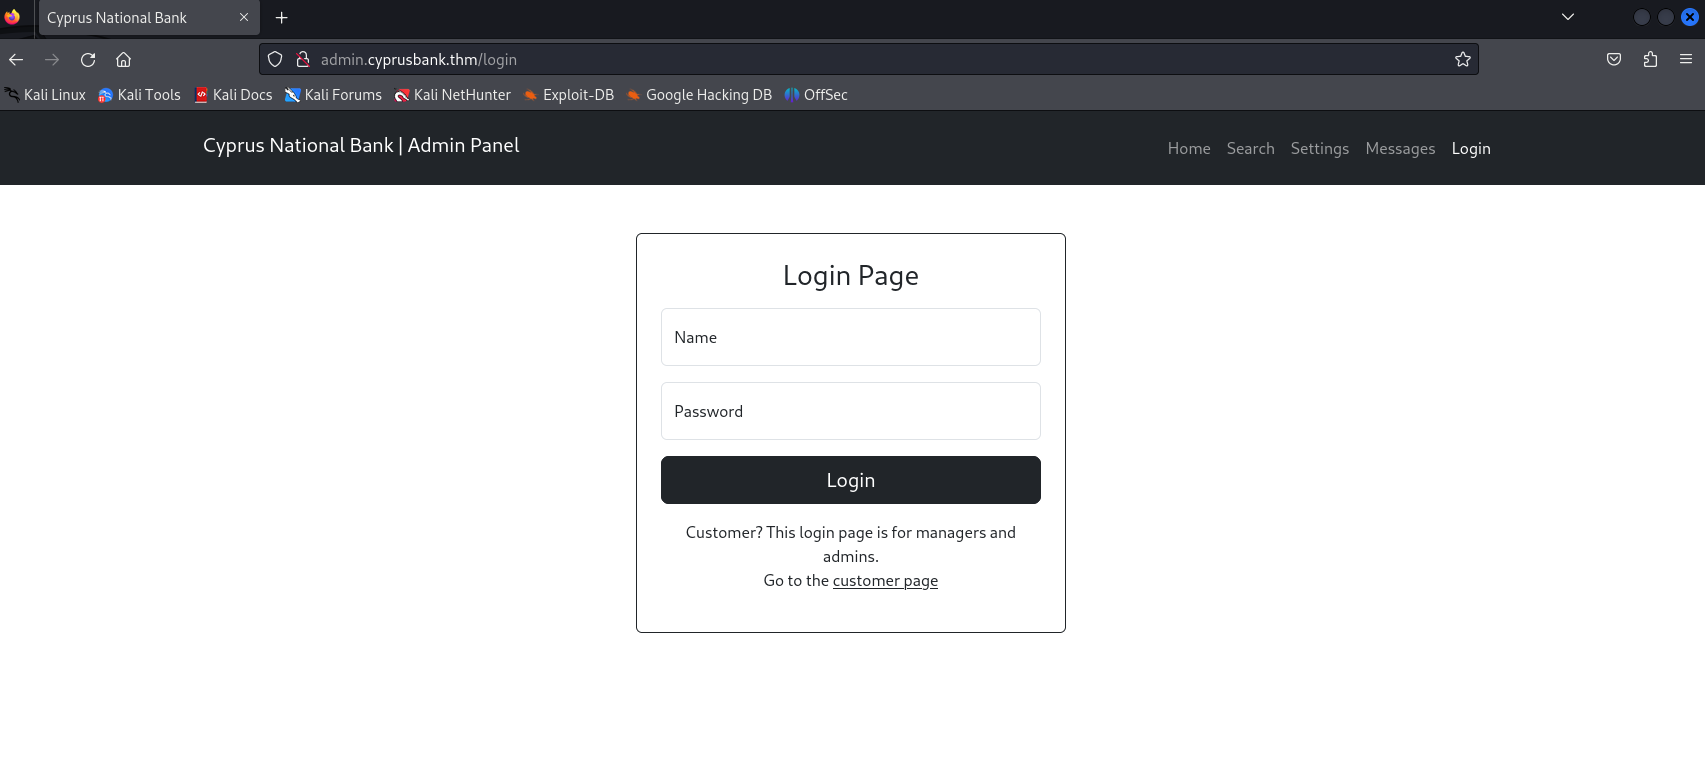 Cyprus National Bank
admin.cyprusbank.thm/login
Kali Linux Kali Tools Kali Docs Kali Forums Kali NetHunter Exploit-DB Google Hacking DB OffSec
Cyprus National Bank | Admin Panel Home Search Settings Messages Login
Login Page
Name
Password
Login
Customer? This login page is for managers and
admins.
Go to the customer page